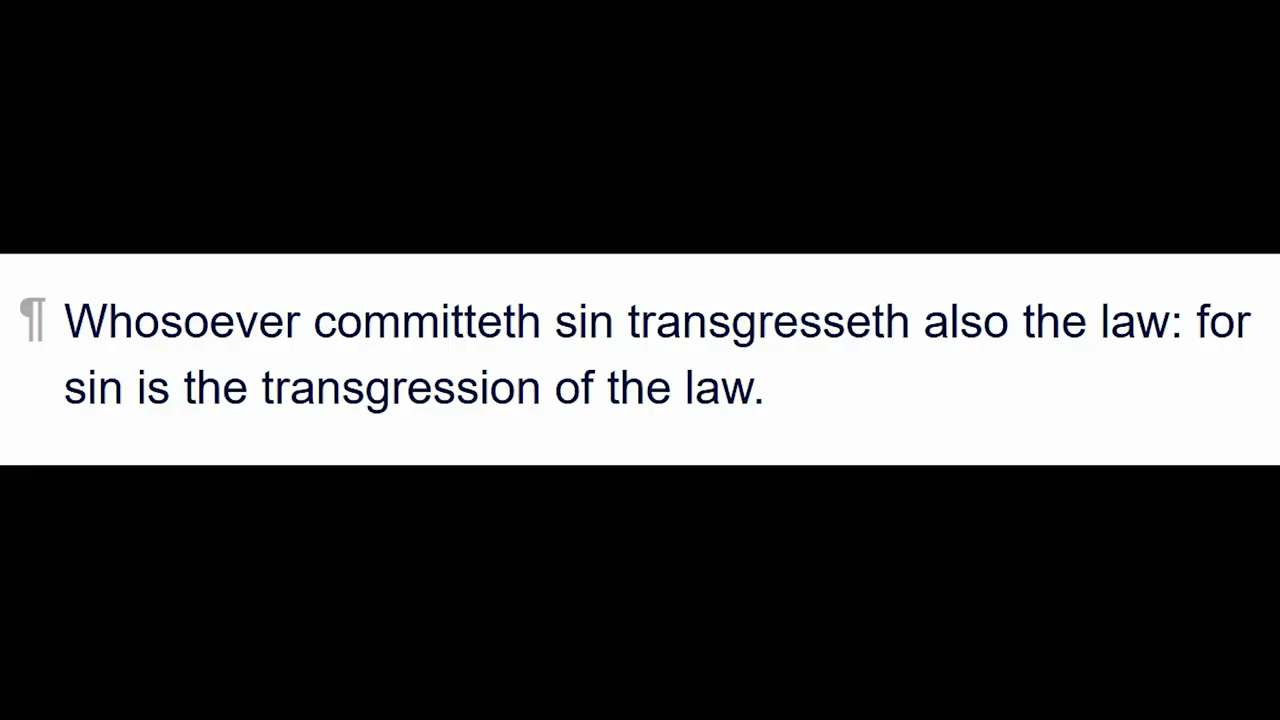 ¶ Whosoever committeth sin transgresseth also the law: for
sin is the transgression of the law.